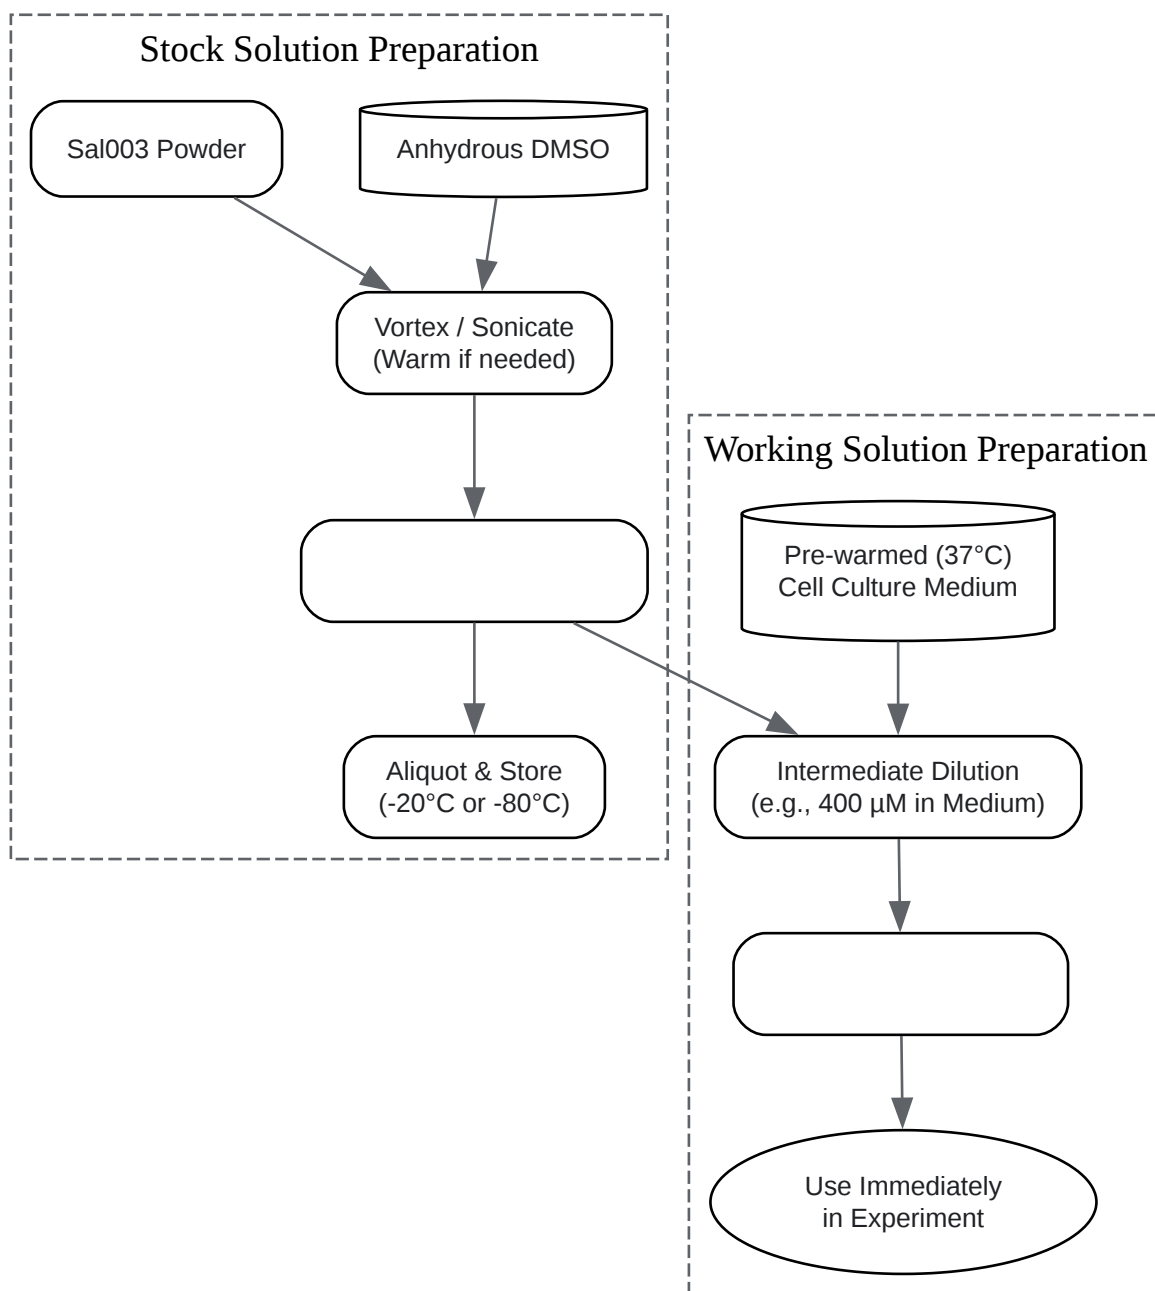 Stock Solution Preparation
Sal003 Powder
Anhydrous DMSO
Vortex / Sonicate
(Warm if needed)
Aliquot & Store
(-20°C or -80°C)
Working Solution Preparation
Pre-warmed (37°C)
Cell Culture Medium
Intermediate Dilution
(e.g., 400 µM in Medium)
Use Immediately
in Experiment